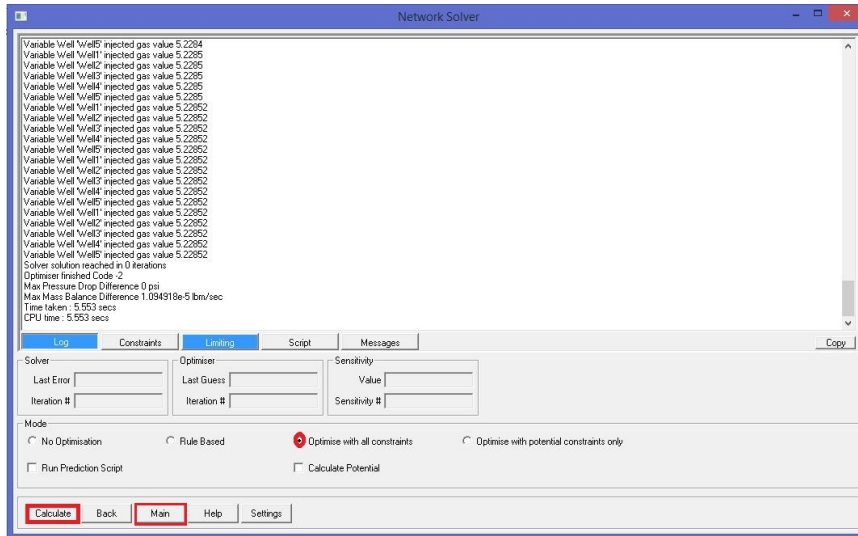 Network Solver
Variable Well 'Well5' injected gas value 5.2284
Variable Well 'Well1' injected gas value 5.2285
Variable Well 'Well2' injected gas value 5.2285
Variable Well 'Well3' injected gas value 5.2285
Variable Well 'Well4' injected gas value 5.2285
Variable Well 'Well5' injected gas value 5.2285
Variable Well 'Well1' injected gas value 5.22852
Variable Well 'Well2' injected gas value 5.22852
Variable Well 'Well3' injected gas value 5.22852
Variable Well 'Well4' injected gas value 5.22852
Variable Well 'Well5' injected gas value 5.22852
Variable Well 'Well1' injected gas value 5.22852
Variable Well 'Well2' injected gas value 5.22852
Variable Well 'Well3' injected gas value 5.22852
Variable Well 'Well4' injected gas value 5.22852
Variable Well 'Well5' injected gas value 5.22852
Variable Well 'Well1' injected gas value 5.22852
Variable Well 'Well2' injected gas value 5.22852
Variable Well 'Well3' injected gas value 5.22852
Variable Well 'Well4' injected gas value 5.22852
Variable Well 'Well5' injected gas value 5.22852
Solver solution reached in 0 iterations
Optimiser finished Code -2
Max Pressure Drop Difference 0 psi
Max Mass Balance Difference 1.094918e-5 lbm/sec
Time taken : 5.553 secs
CPU time : 5.553 secs
Log Constraints Limiting Script Messages Copy
Solver Optimiser Sensitivity
Last Error Last Guess Value
Iteration # Iteration # Sensitivity #
Mode
No Optimisation Rule Based Optimise with all constraints Optimise with potential constraints only
Run Prediction Script Calculate Potential
Calculate Back Main Help Settings